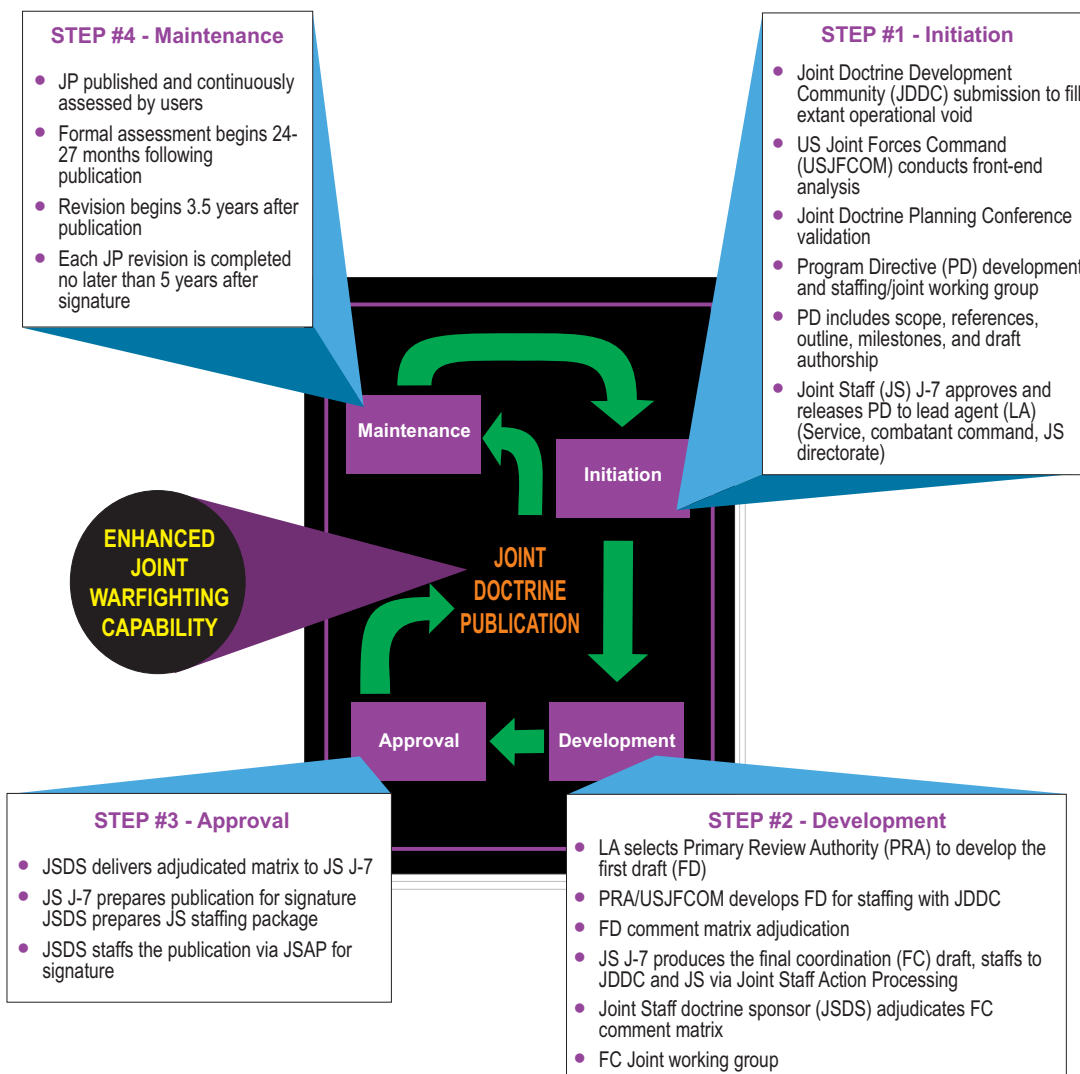 STEP #4 - Maintenance
• JP published and continuously
assessed by users
• Formal assessment begins 24-
27 months following
publication
• Revision begins 3.5 years after
publication
• Each JP revision is completed
no later than 5 years after
signature
STEP #1 - Initiation
• Joint Doctrine Development
Community (JDDC) submission to fill
extant operational void
• US Joint Forces Command
(USJFCOM) conducts front-end
analysis
• Joint Doctrine Planning Conference
validation
• Program Directive (PD) development
and staffing/joint working group
• PD includes scope, references,
outline, milestones, and draft
authorship
• Joint Staff (JS) J-7 approves and
releases PD to lead agent (LA)
(Service, combatant command, JS
directorate)
Maintenance
Initiation
ENHANCED
JOINT
WARFIGHTING
CAPABILITY
JOINT
DOCTRINE
PUBLICATION
Approval
Development
STEP #3 - Approval
• JSDS delivers adjudicated matrix to JS J-7
• JS J-7 prepares publication for signature
JSDS prepares JS staffing package
• JSDS staffs the publication via JSAP for
signature
STEP #2 - Development
• LA selects Primary Review Authority (PRA) to develop the
first draft (FD)
• PRA/USJFCOM develops FD for staffing with JDDC
• FD comment matrix adjudication
• JS J-7 produces the final coordination (FC) draft, staffs to
JDDC and JS via Joint Staff Action Processing
• Joint Staff doctrine sponsor (JSDS) adjudicates FC
comment matrix
• FC Joint working group